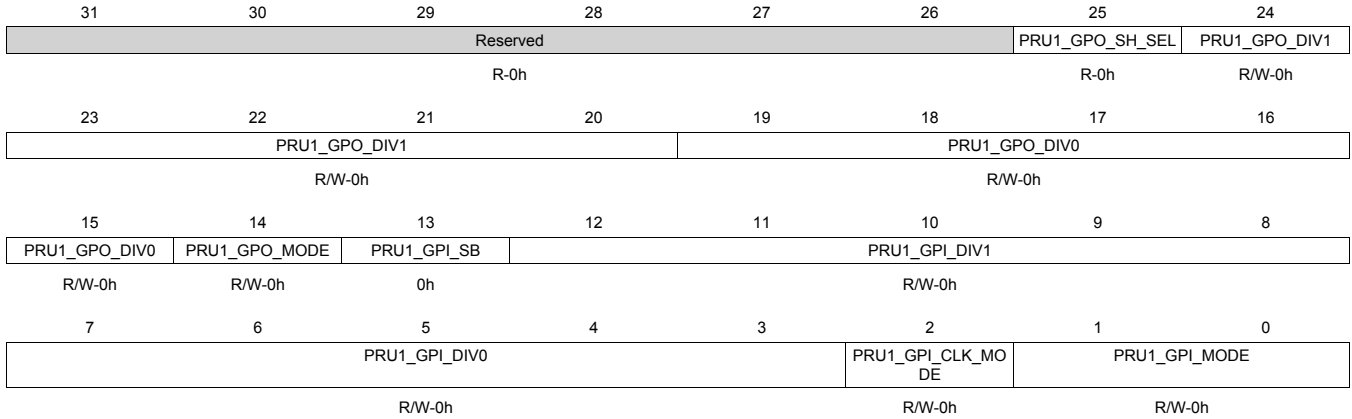 31 30 29 28 27 26 25 24
Reserved PRU1_GPO_SH_SEL PRU1_GPO_DIV1
R-0h R-0h R/W-0h
23 22 21 20 19 18 17 16
PRU1_GPO_DIV1 PRU1_GPO_DIV0
R/W-0h R/W-0h
15 14 13 12 11 10 9 8
PRU1_GPO_DIV0 PRU1_GPO_MODE PRU1_GPI_SB PRU1_GPI_DIV1
R/W-0h R/W-0h 0h R/W-0h
7 6 5 4 3 2 1 0
PRU1_GPI_DIV0 PRU1_GPI_CLK_MO PRU1_GPI_MODE
DE
R/W-0h R/W-0h R/W-0h